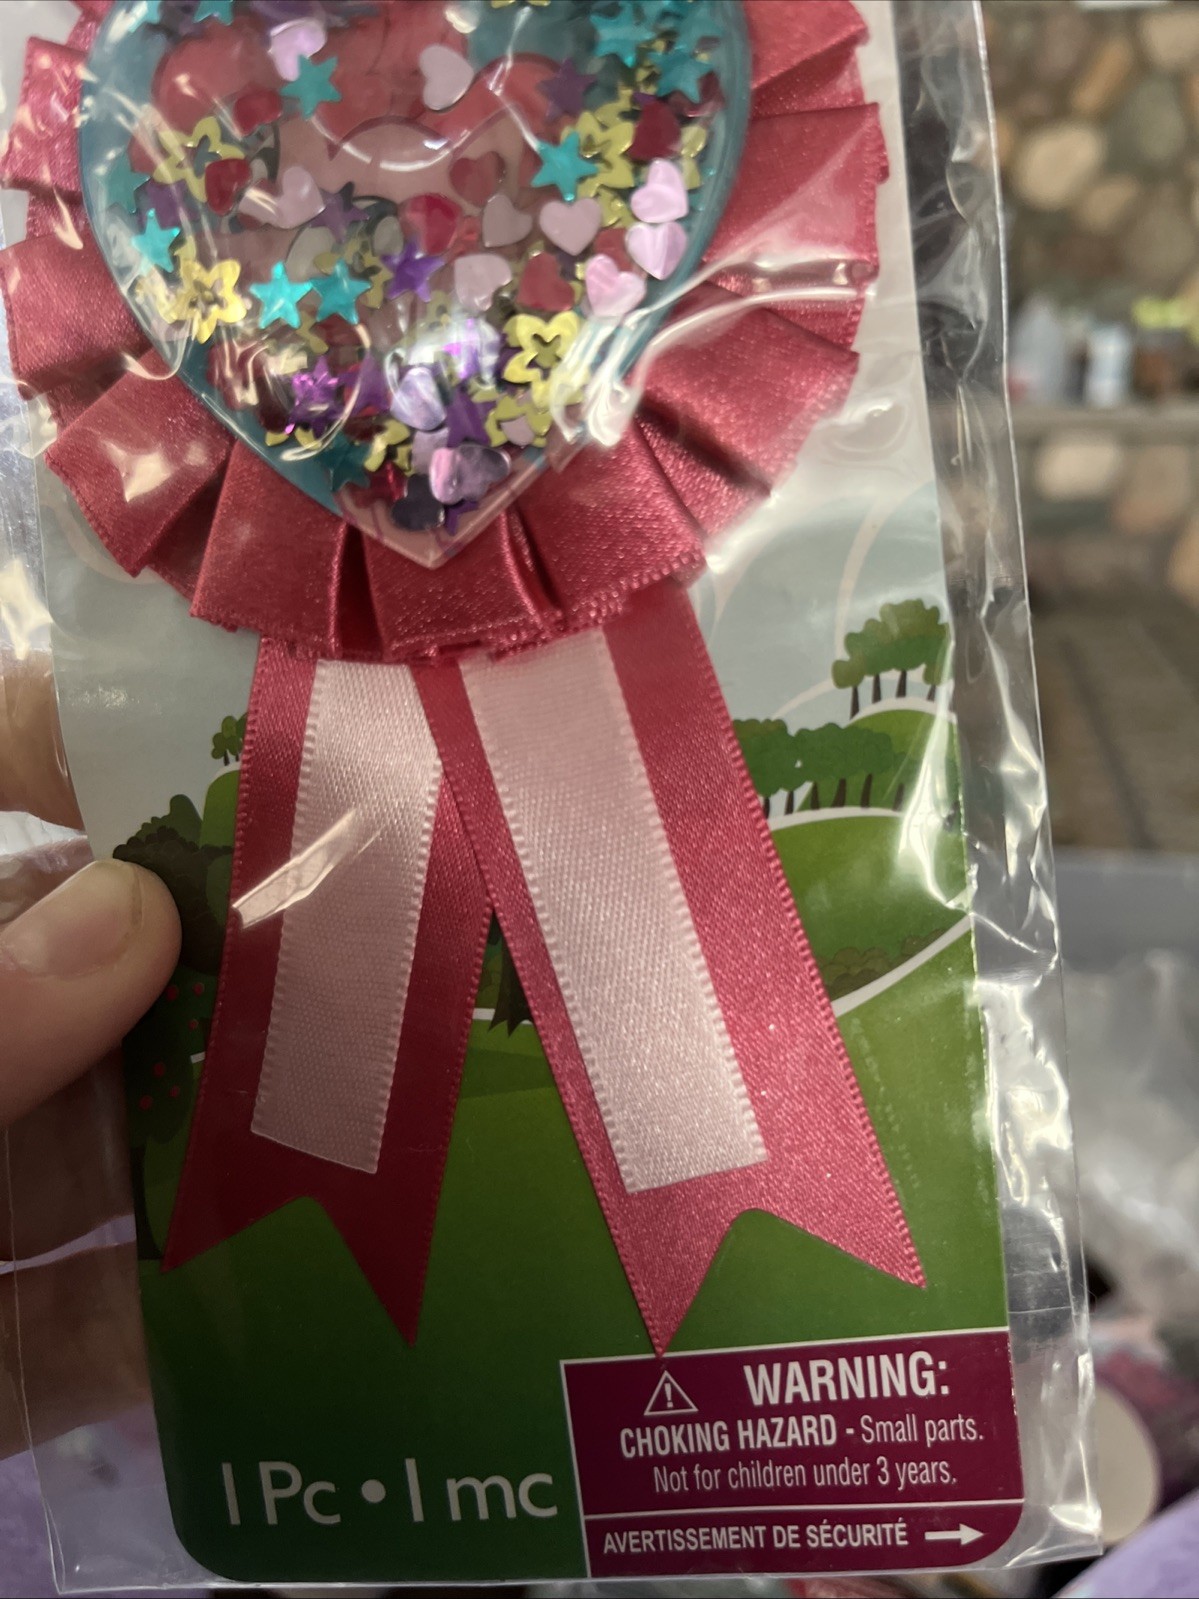 WARNING:
CHOKING HAZARD - Small parts.
Not for children under 3 years.
1 Pc • 1 mc
AVERTISSEMENT DE SÉCURITÉ